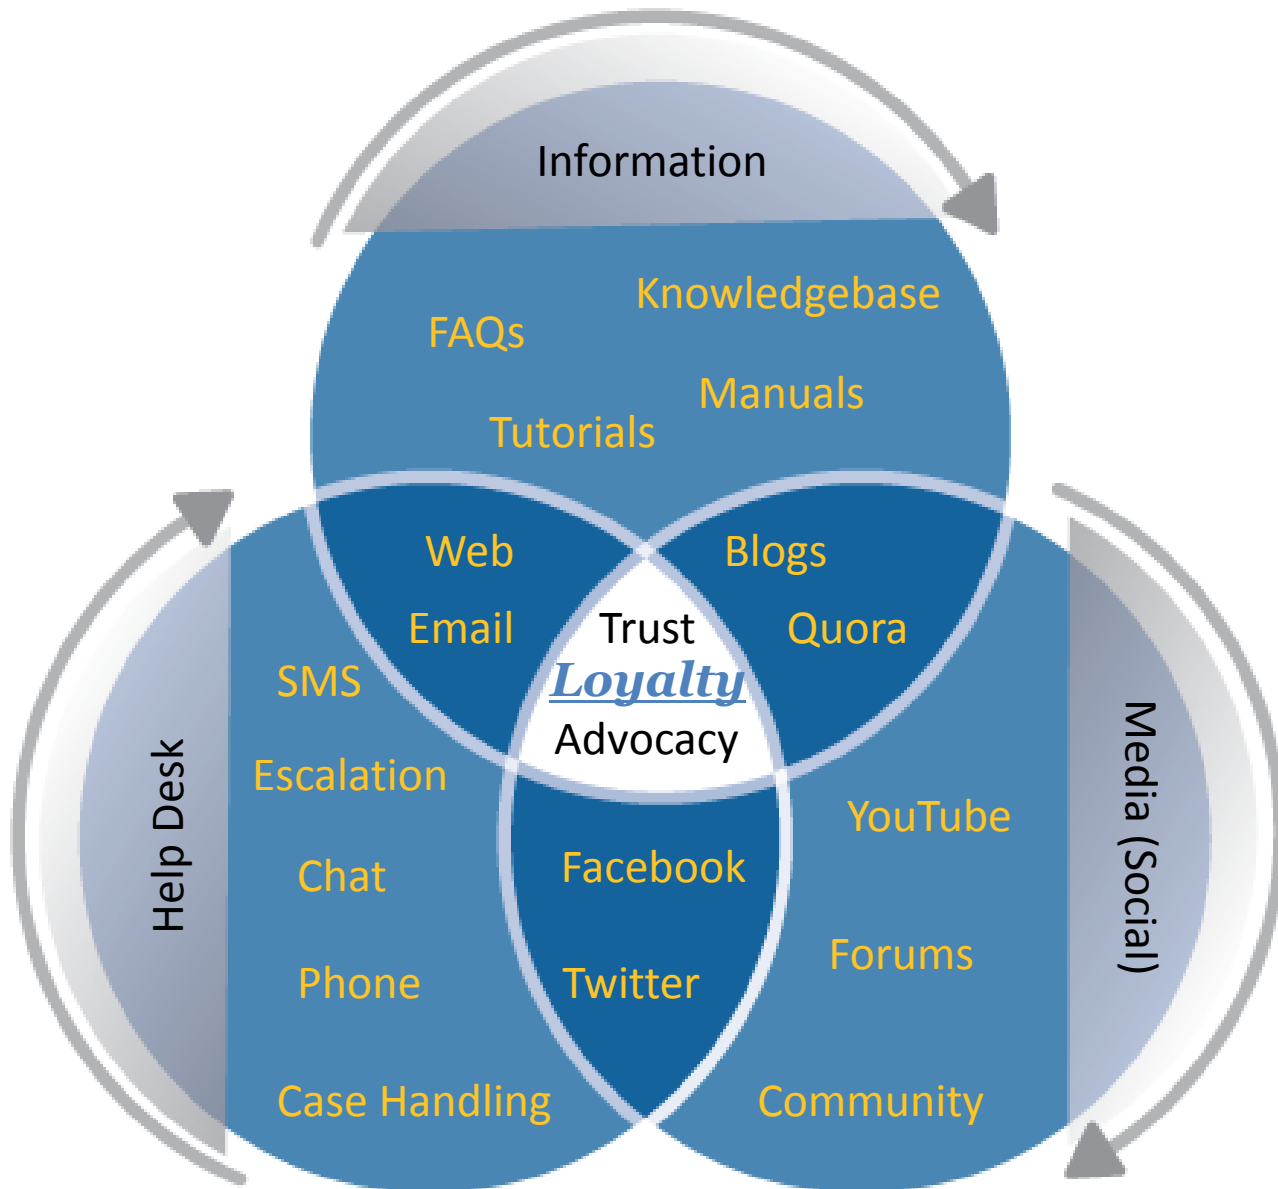 Information
Knowledgebase
FAQs
Manuals
Tutorials
Web
Blogs
Email
Trust
Quora
Loyalty
SMS
Advocacy
Help Desk
Media (Social)
Escalation
YouTube
Chat
Facebook
Forums
Phone
Twitter
Case Handling
Community